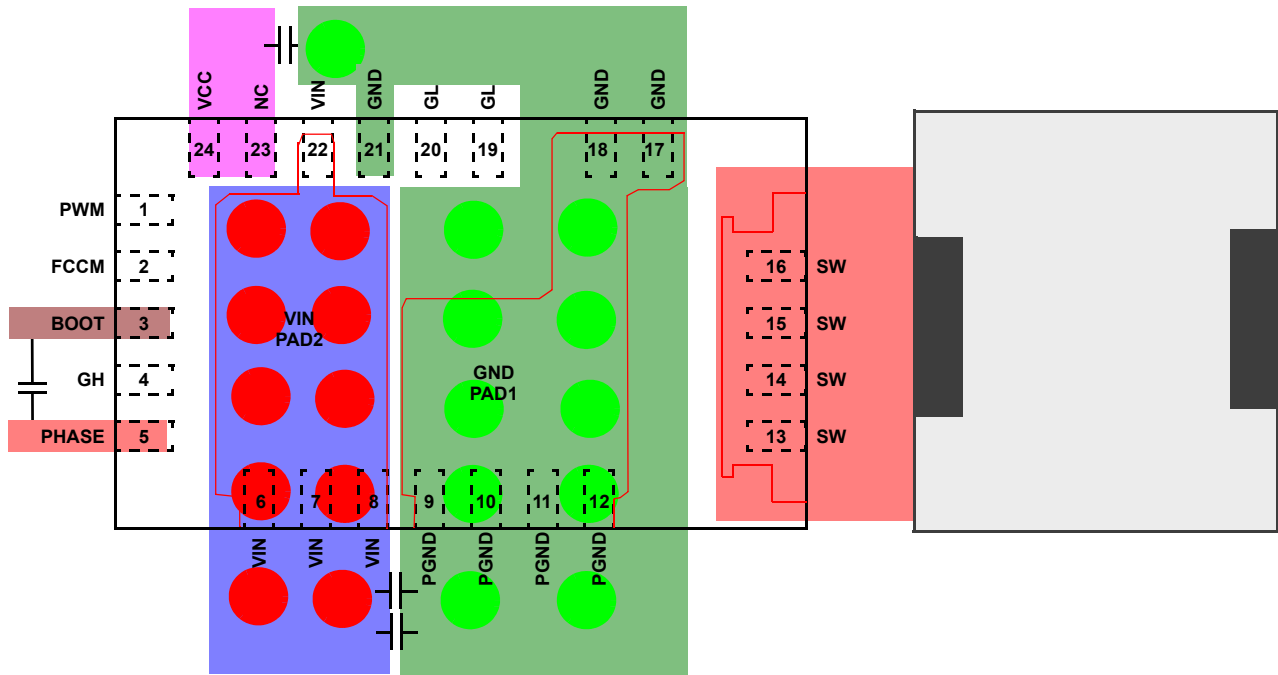 VCC
NC
VIN
GND
GL
GL
GND
GND
24
23
22
21
20
19
18
17
PWM 1
FCCM 2
BOOT 3
GH 4
PHASE 5
VIN
PAD2
GND
PAD1
16 SW
15 SW
14 SW
13 SW
6
7
8
9
10
11
12
VIN
VIN
VIN
PGND
PGND
PGND
PGND